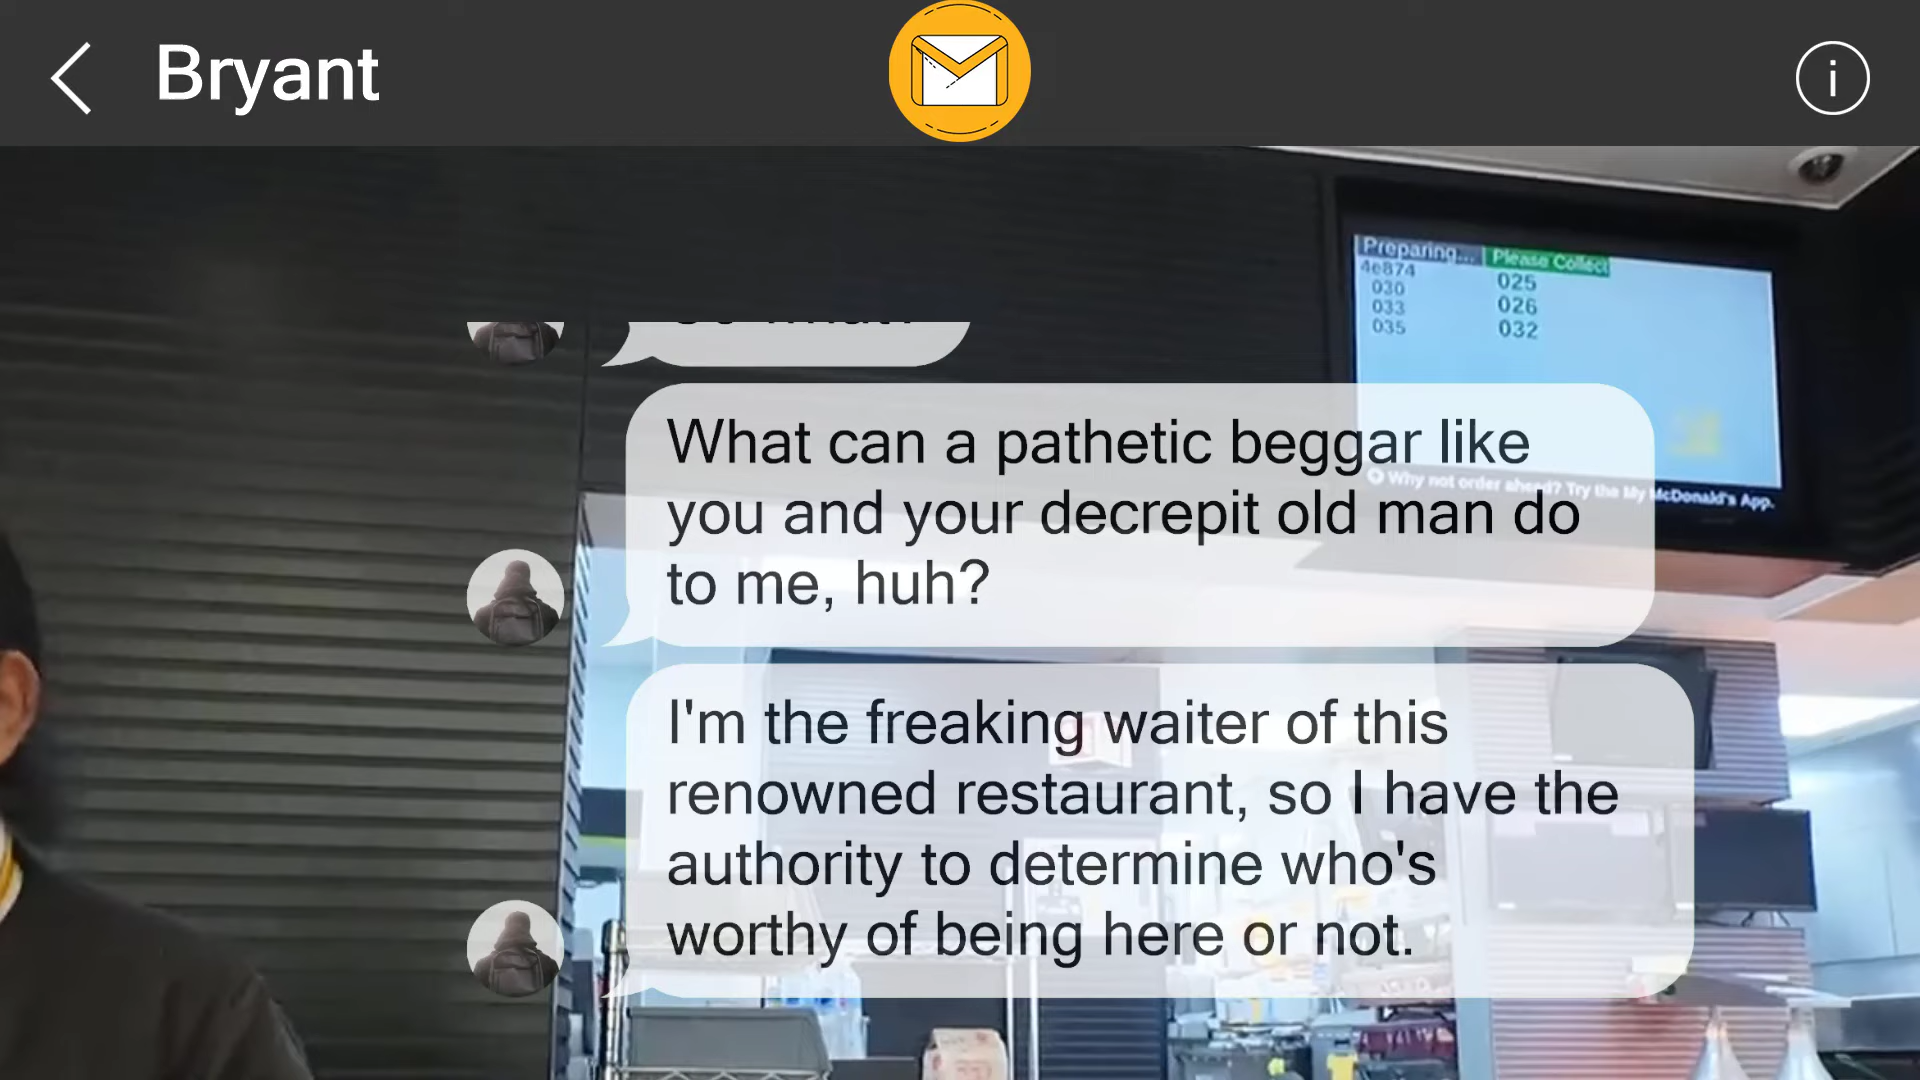 Bryant
i
Preparing... Please Collect
4e874 025
030 026
033 032
035
What can a pathetic beggar like
you and your decrepit old man do
to me, huh?
Why not order ahead? Try the My McDonald's App.
I'm the freaking waiter of this
renowned restaurant, so I have the
authority to determine who's
worthy of being here or not.